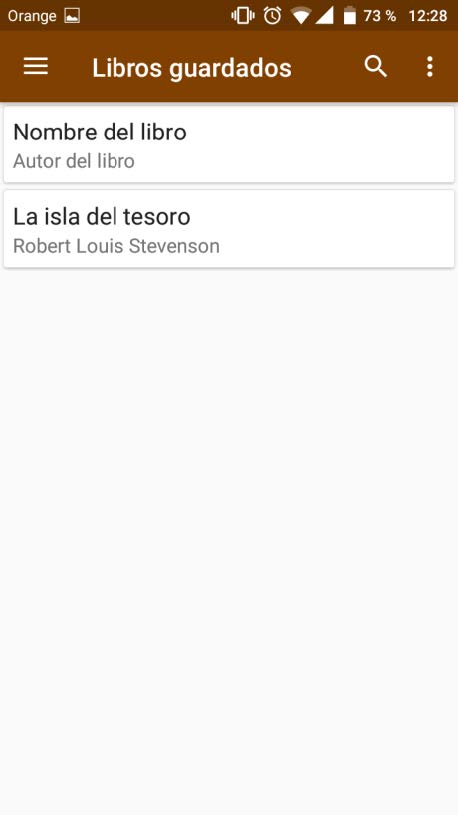 Orange 73 % 12:28
Libros guardados
Nombre del libro
Autor del libro
La isla del tesoro
Robert Louis Stevenson